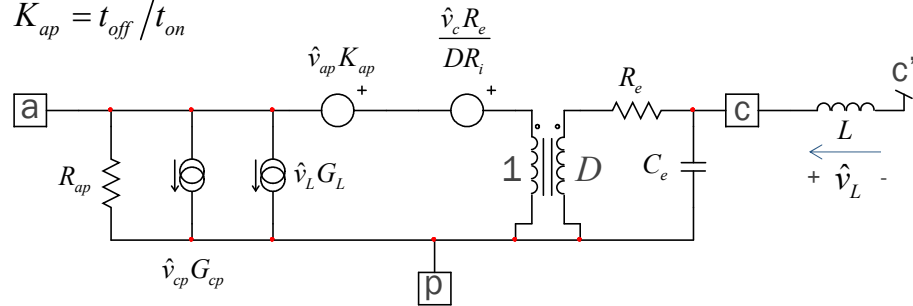 K_ap = t_off / t_on
v̂_ap K_ap
v̂_c R_e / D R_i
+
+
a
R_ap
v̂_L G_L
1
D
R_e
C_e
c
L
c'
+ v̂_L -
v̂_cp G_cp
p